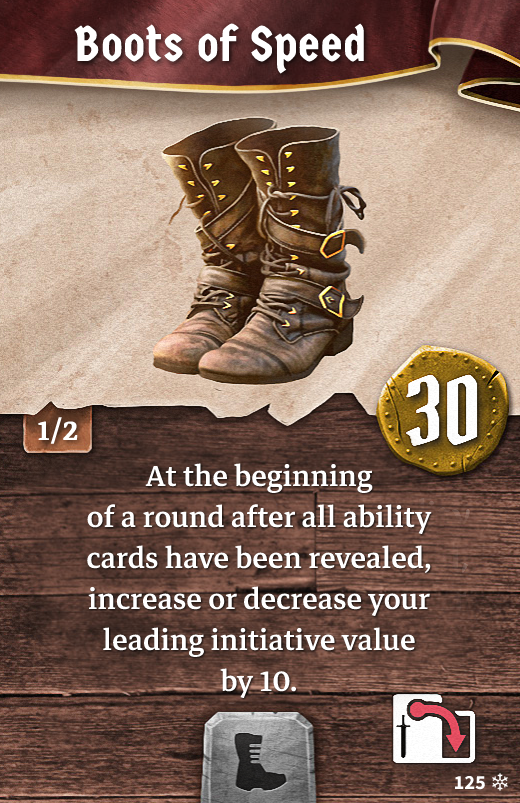 Boots of Speed
30
1/2
At the beginning
of a round after all ability
cards have been revealed,
increase or decrease your
leading initiative value
by 10.
125